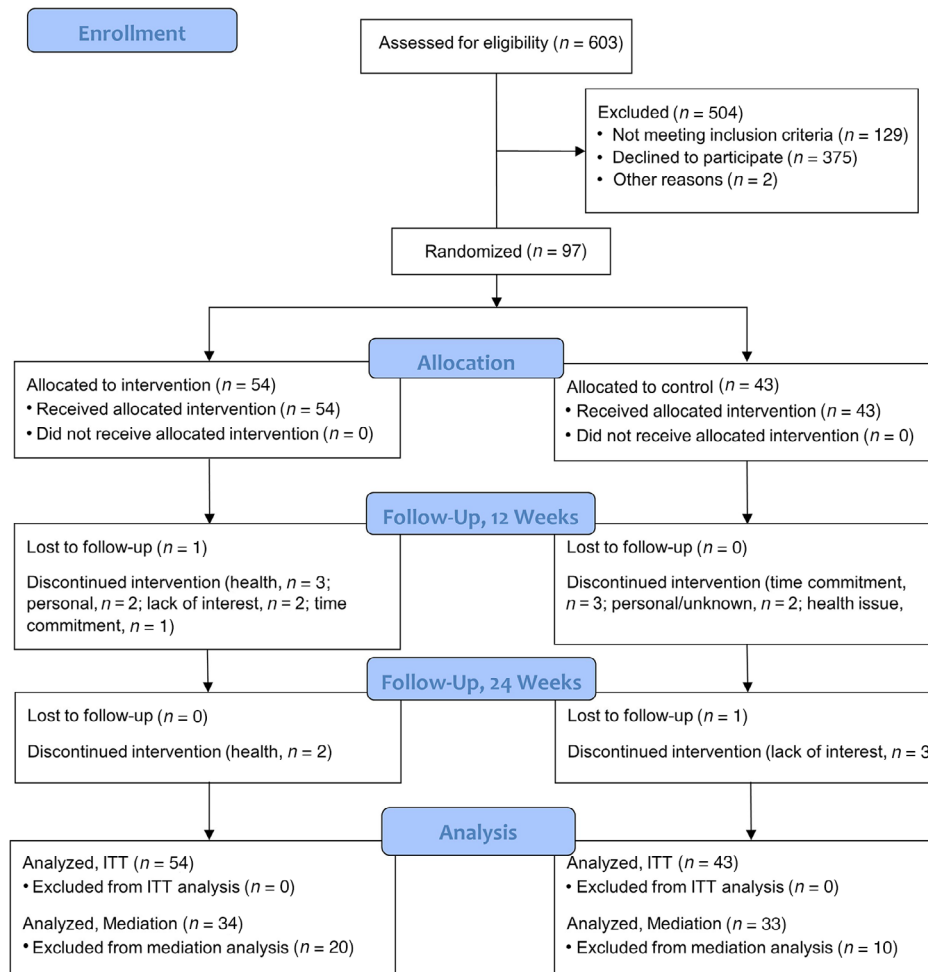 Enrollment
Assessed for eligibility (n = 603)
Excluded (n = 504)
• Not meeting inclusion criteria (n = 129)
• Declined to participate (n = 375)
• Other reasons (n = 2)
Randomized (n = 97)
Allocation
Allocated to intervention (n = 54)
• Received allocated intervention (n = 54)
• Did not receive allocated intervention (n = 0)
Allocated to control (n = 43)
• Received allocated intervention (n = 43)
• Did not receive allocated intervention (n = 0)
Follow-Up, 12 Weeks
Lost to follow-up (n = 1)
Discontinued intervention (health, n = 3;
personal, n = 2; lack of interest, n = 2; time
commitment, n = 1)
Lost to follow-up (n = 0)
Discontinued intervention (time commitment,
n = 3; personal/unknown, n = 2; health issue,
Follow-Up, 24 Weeks
Lost to follow-up (n = 0)
Discontinued intervention (health, n = 2)
Lost to follow-up (n = 1)
Discontinued intervention (lack of interest, n = 3
Analysis
Analyzed, ITT (n = 54)
• Excluded from ITT analysis (n = 0)
Analyzed, Mediation (n = 34)
• Excluded from mediation analysis (n = 20)
Analyzed, ITT (n = 43)
• Excluded from ITT analysis (n = 0)
Analyzed, Mediation (n = 33)
• Excluded from mediation analysis (n = 10)